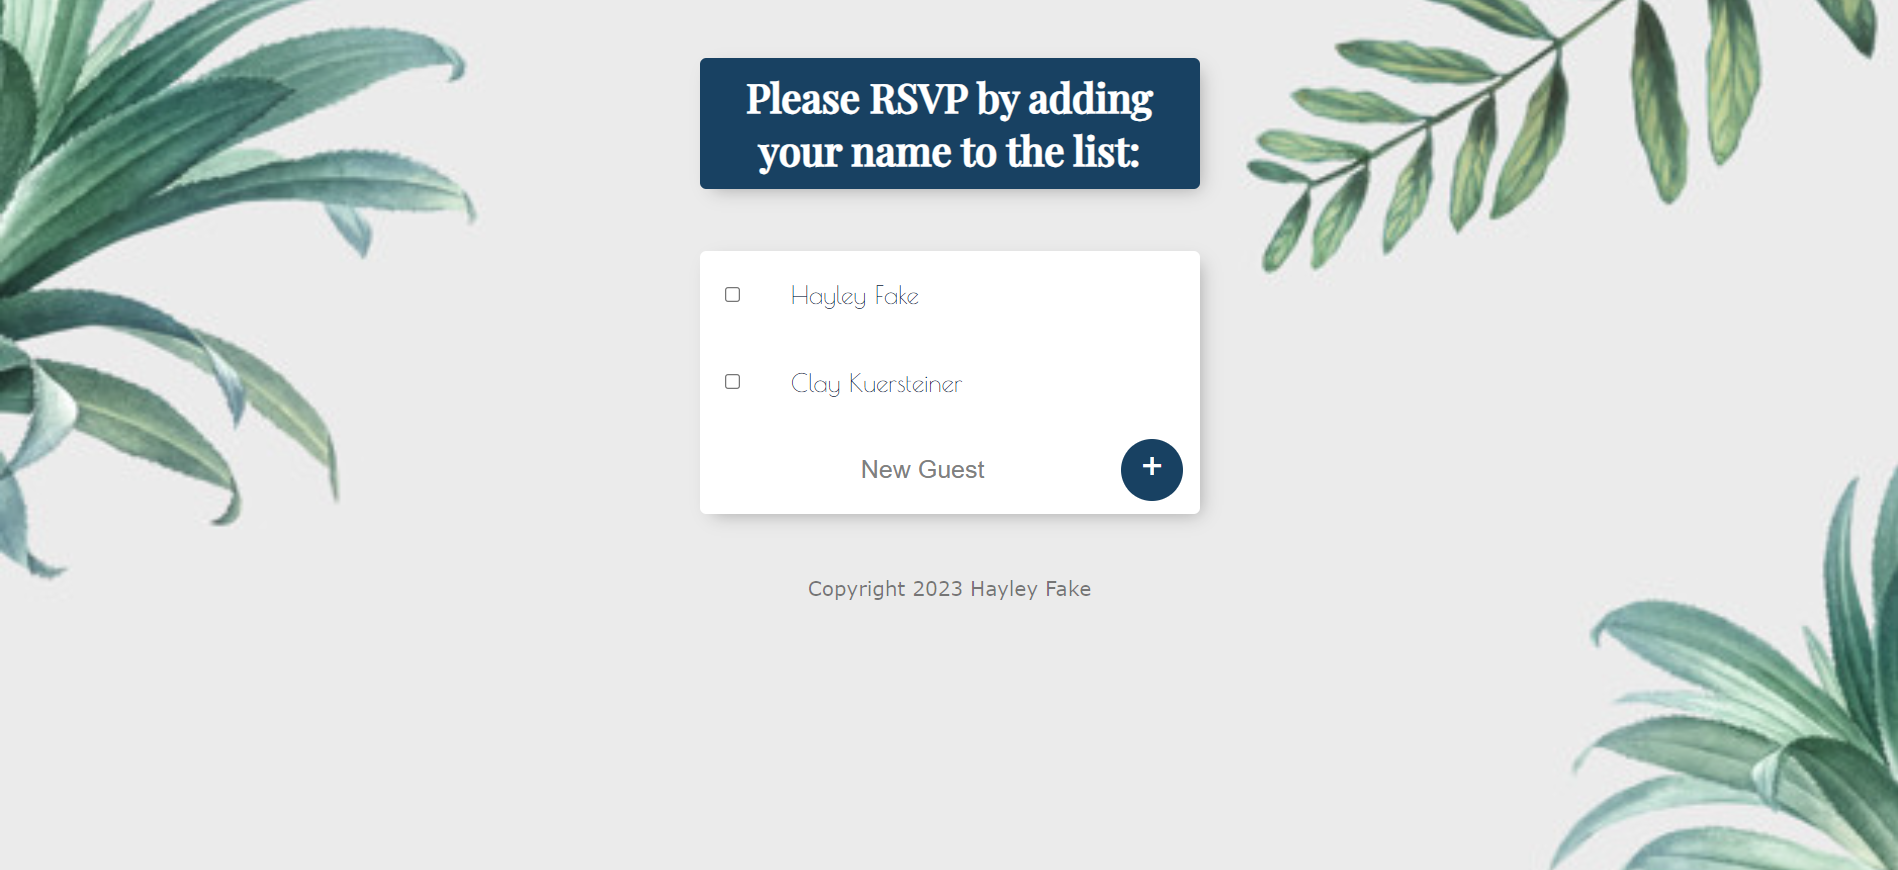 Please RSVP by adding
your name to the list:
Hayley Fake
Clay Kuersteiner
New Guest
+
Copyright 2023 Hayley Fake